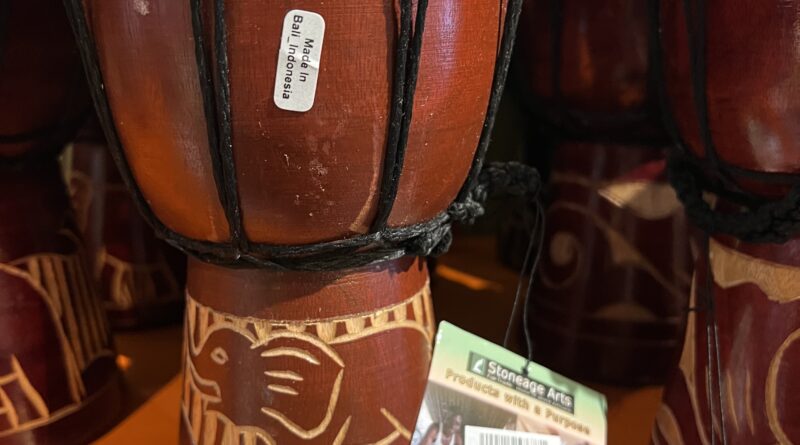 Made In
Bali_Indonesia
Stoneage Arts
Products with a Purpose